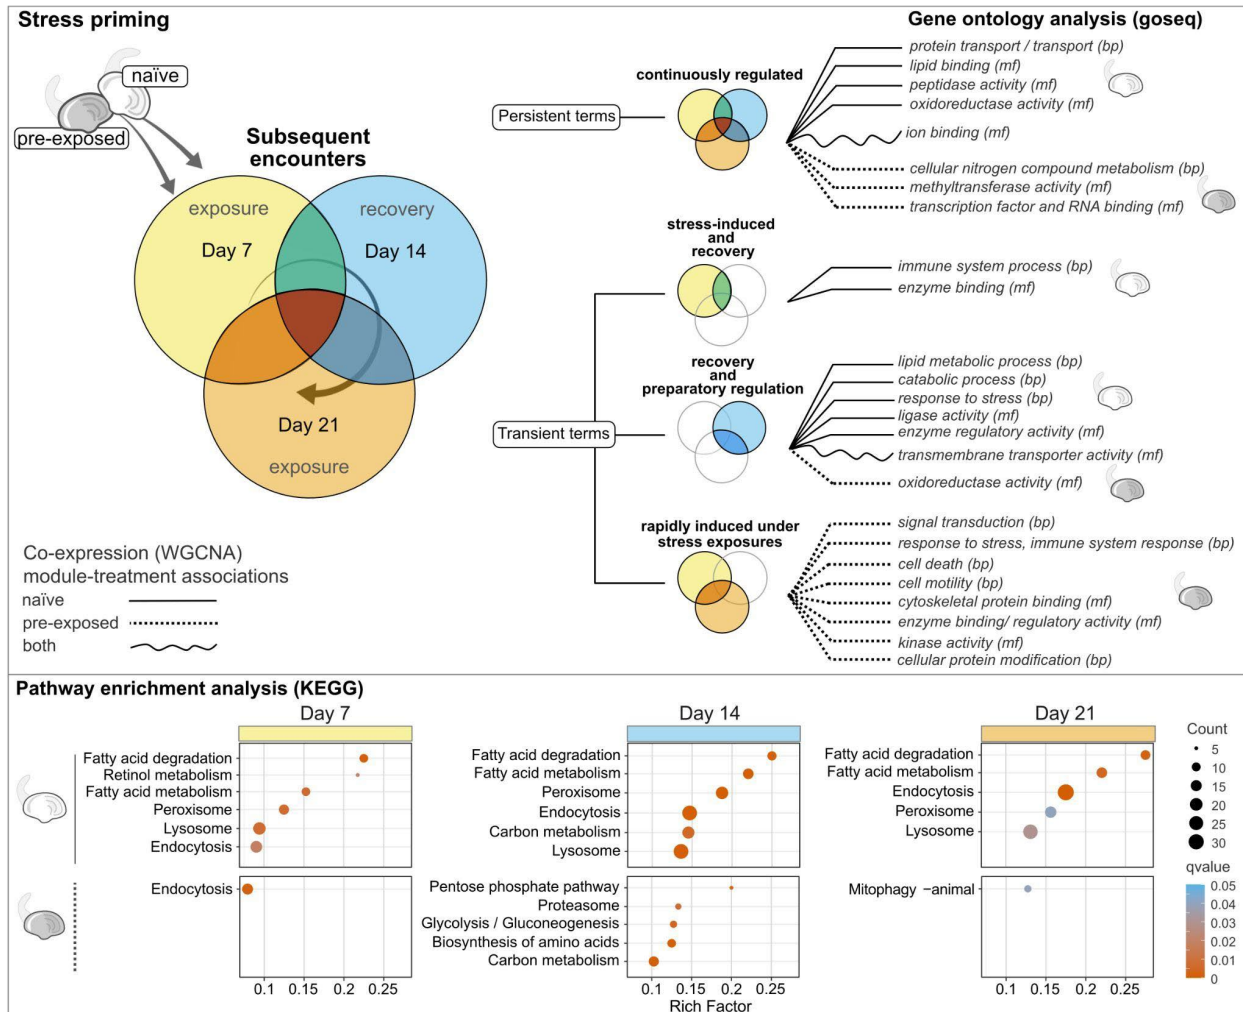 Stress priming
naïve
pre-exposed
Subsequent
encounters
exposure
Day 7
recovery
Day 14
Day 21
exposure
Co-expression (WGCNA)
module-treatment associations
naïve
pre-exposed
both
Gene ontology analysis (goseq)
Persistent terms
continuously regulated
protein transport / transport (bp)
lipid binding (mf)
peptidase activity (mf)
oxidoreductase activity (mf)
ion binding (mf)
cellular nitrogen compound metabolism (bp)
methyltransferase activity (mf)
transcription factor and RNA binding (mf)
Transient terms
stress-induced
and
recovery
immune system process (bp)
enzyme binding (mf)
recovery
and
preparatory regulation
lipid metabolic process (bp)
catabolic process (bp)
response to stress (bp)
ligase activity (mf)
enzyme regulatory activity (mf)
transmembrane transporter activity (mf)
oxidoreductase activity (mf)
rapidly induced under
stress exposures
signal transduction (bp)
response to stress, immune system response (bp)
cell death (bp)
cell motility (bp)
cytoskeletal protein binding (mf)
enzyme binding/ regulatory activity (mf)
kinase activity (mf)
cellular protein modification (bp)
Pathway enrichment analysis (KEGG)
Day 7
Fatty acid degradation
Retinol metabolism
Fatty acid metabolism
Peroxisome
Lysosome
Endocytosis
Endocytosis
0.1 0.15 0.2 0.25
Day 14
Fatty acid degradation
Fatty acid metabolism
Peroxisome
Endocytosis
Carbon metabolism
Lysosome
Pentose phosphate pathway
Proteasome
Glycolysis / Gluconeogenesis
Biosynthesis of amino acids
Carbon metabolism
0.1 0.15 0.2 0.25
Rich Factor
Day 21
Fatty acid degradation
Fatty acid metabolism
Endocytosis
Peroxisome
Lysosome
Mitophagy −animal
0.1 0.15 0.2 0.25
Count
5
10
15
20
25
30
qvalue
0.05
0.04
0.03
0.02
0.01
0